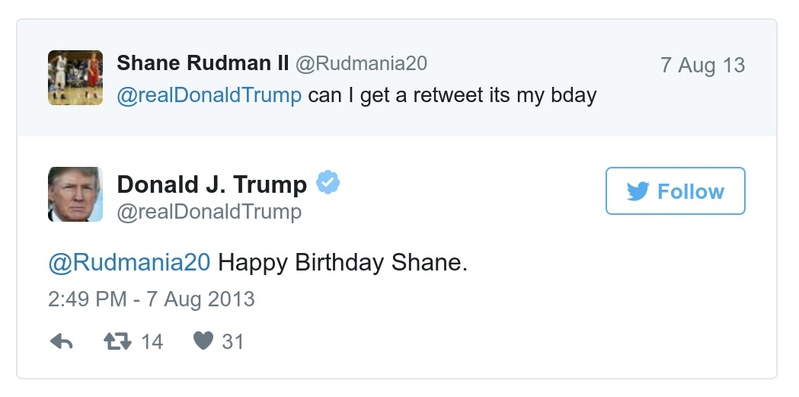 Shane Rudman II @Rudmania20 7 Aug 13
@realDonaldTrump can I get a retweet its my bday
Donald J. Trump
@realDonaldTrump
Follow
@Rudmania20 Happy Birthday Shane.
2:49 PM - 7 Aug 2013
14 31